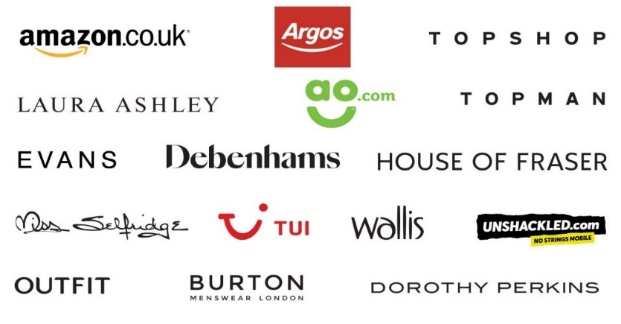 amazon.co.uk
Argos
TOPSHOP
LAURA ASHLEY
ao.com
TOPMAN
EVANS
Debenhams
HOUSE OF FRASER
Miss Selfridge
TUI
wallis
UNSHACKLED.com
NO STRINGS MOBILE
OUTFIT
BURTON
MENSWEAR LONDON
DOROTHY PERKINS